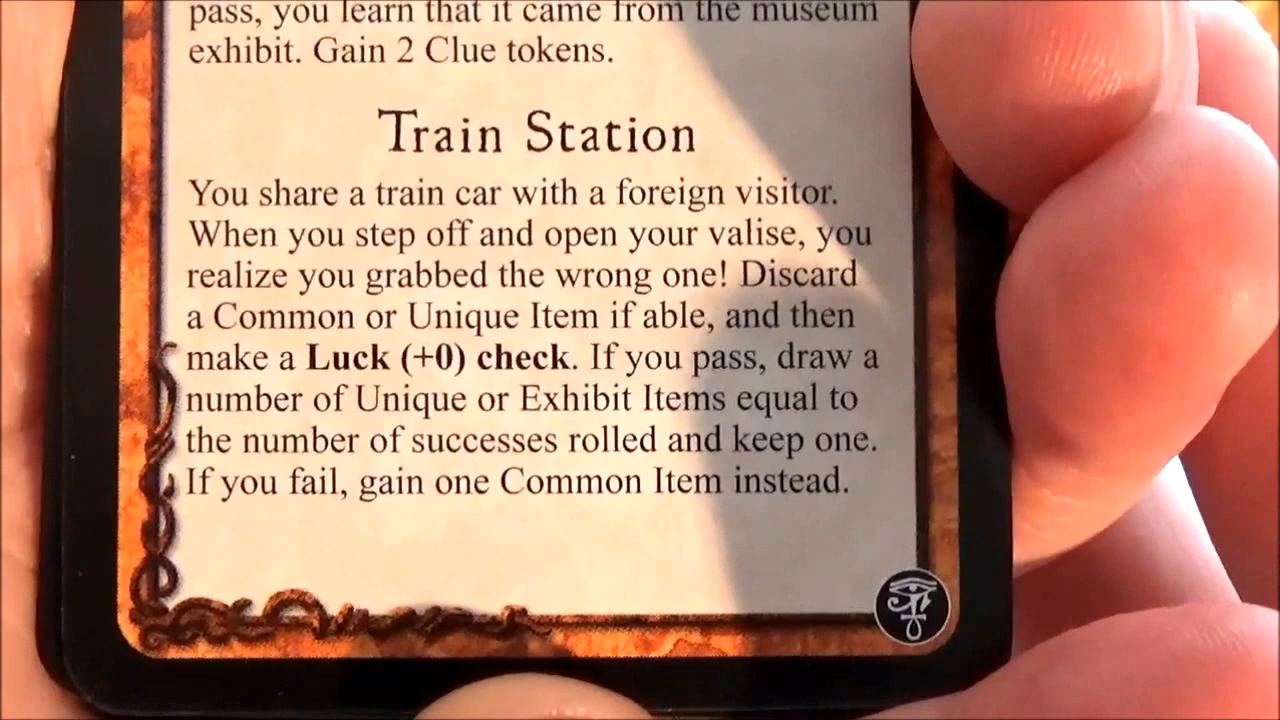 pass, you learn that it came from the museum
exhibit. Gain 2 Clue tokens.
Train Station
You share a train car with a foreign visitor.
When you step off and open your valise, you
realize you grabbed the wrong one! Discard
a Common or Unique Item if able, and then
make a Luck (+0) check. If you pass, draw a
number of Unique or Exhibit Items equal to
the number of successes rolled and keep one.
If you fail, gain one Common Item instead.